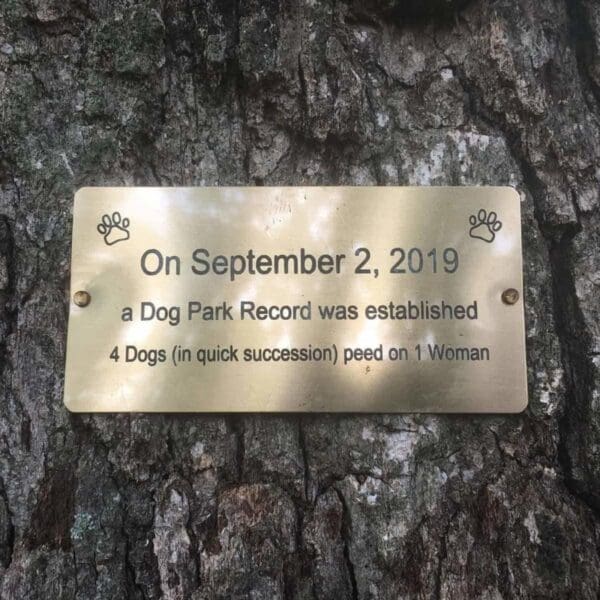 On September 2, 2019
a Dog Park Record was established
4 Dogs (in quick succession) peed on 1 Woman